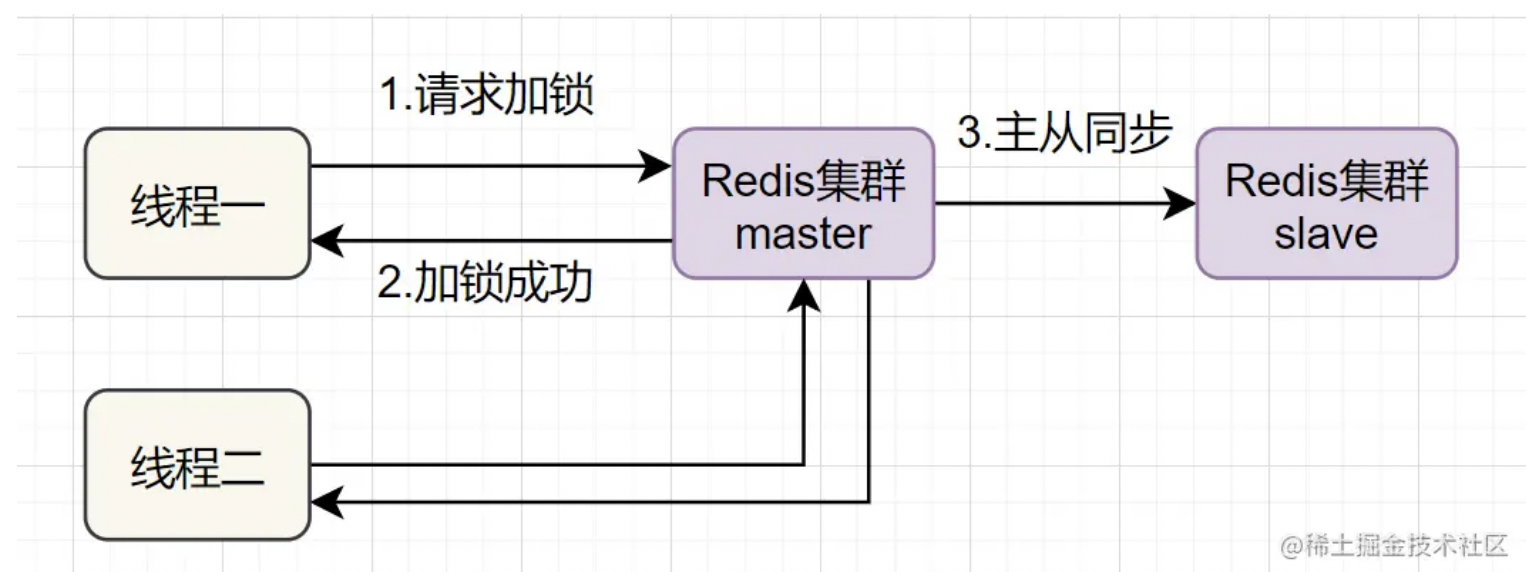 1.请求加锁
3.主从同步
线程一
Redis集群
master
Redis集群
slave
2.加锁成功
线程二
@稀土掘金技术社区